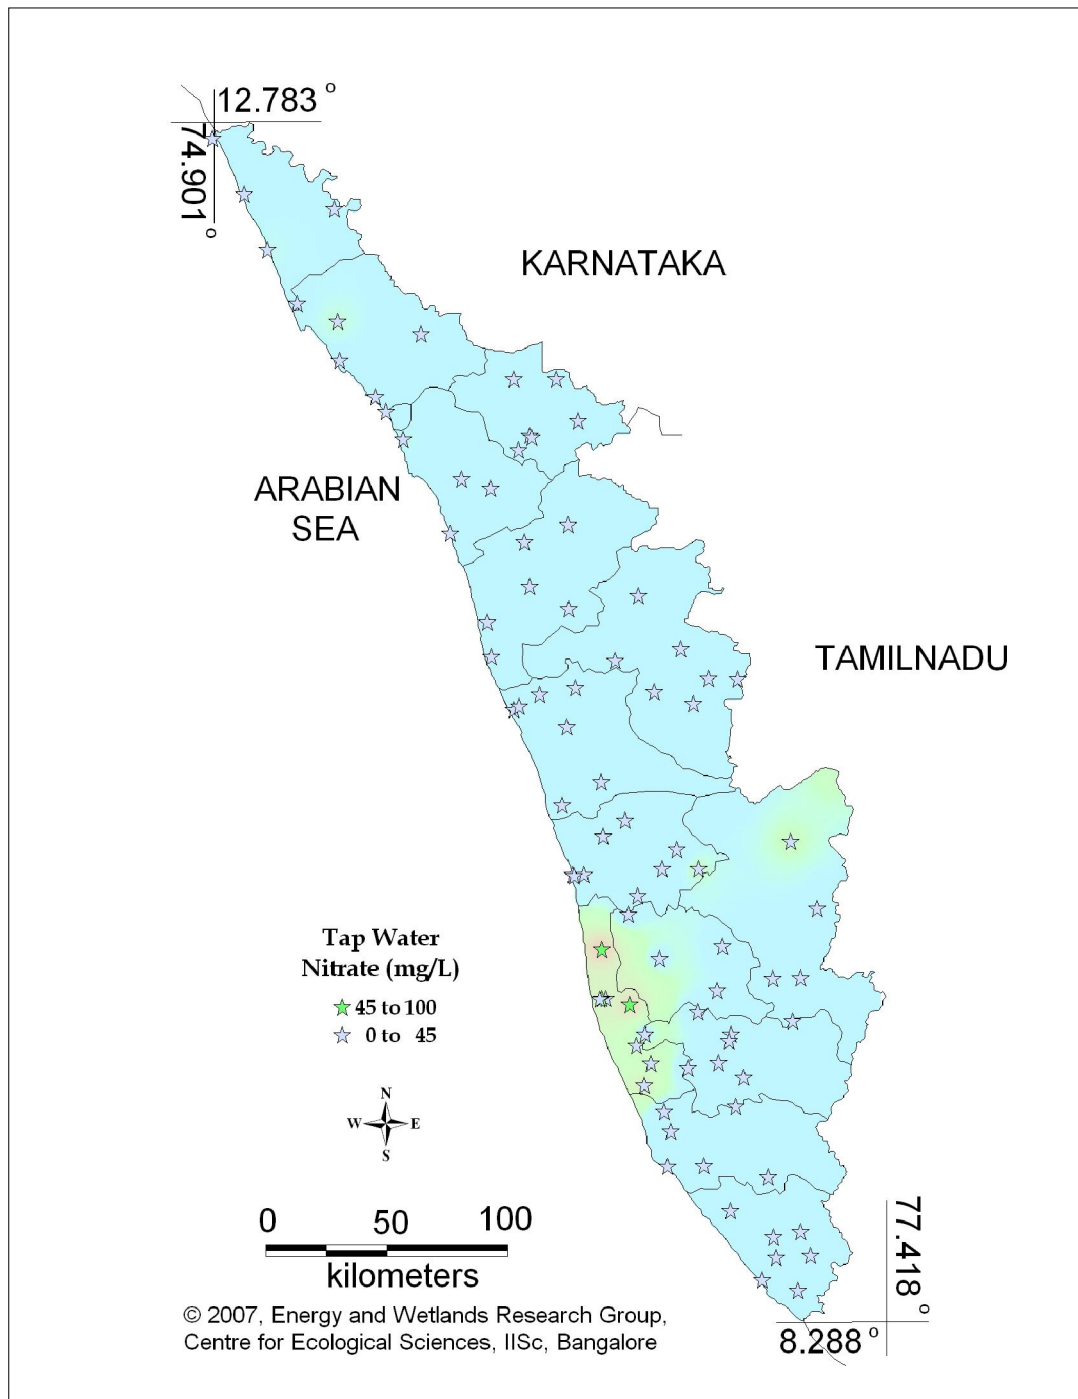 12.783 °
74.901 °
KARNATAKA
ARABIAN
SEA
TAMILNADU
Tap Water
Nitrate (mg/L)
45 to 100
0 to 45
N
W E
S
0 50 100
kilometers
77.418 °
8.288 °
© 2007, Energy and Wetlands Research Group,
Centre for Ecological Sciences, IISc, Bangalore